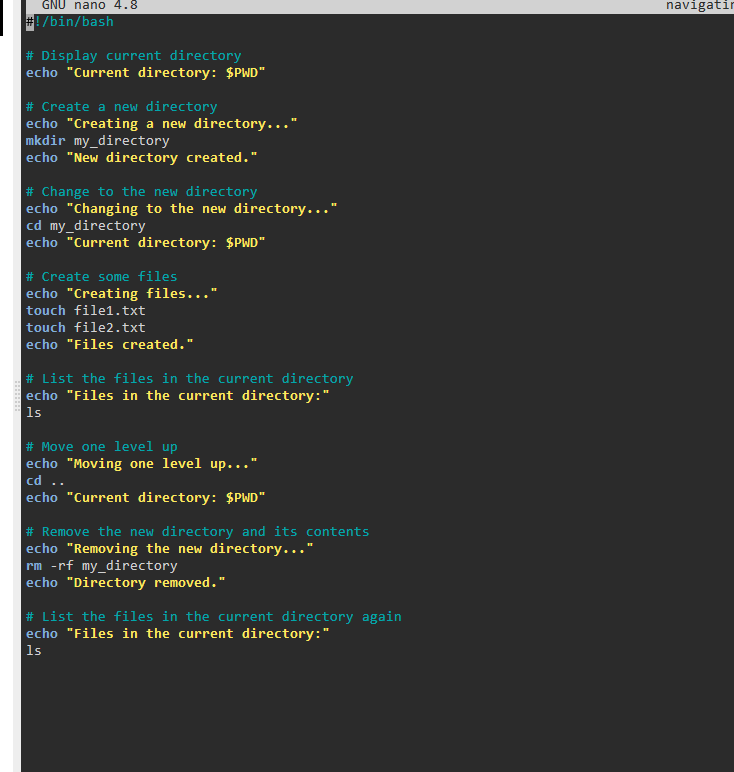 GNU nano 4.8 navigatin
#!/bin/bash
# Display current directory
echo "Current directory: $PWD"
# Create a new directory
echo "Creating a new directory..."
mkdir my_directory
echo "New directory created."
# Change to the new directory
echo "Changing to the new directory..."
cd my_directory
echo "Current directory: $PWD"
# Create some files
echo "Creating files..."
touch file1.txt
touch file2.txt
echo "Files created."
# List the files in the current directory
echo "Files in the current directory:"
ls
# Move one level up
echo "Moving one level up..."
cd ..
echo "Current directory: $PWD"
# Remove the new directory and its contents
echo "Removing the new directory..."
rm -rf my_directory
echo "Directory removed."
# List the files in the current directory again
echo "Files in the current directory:"
ls